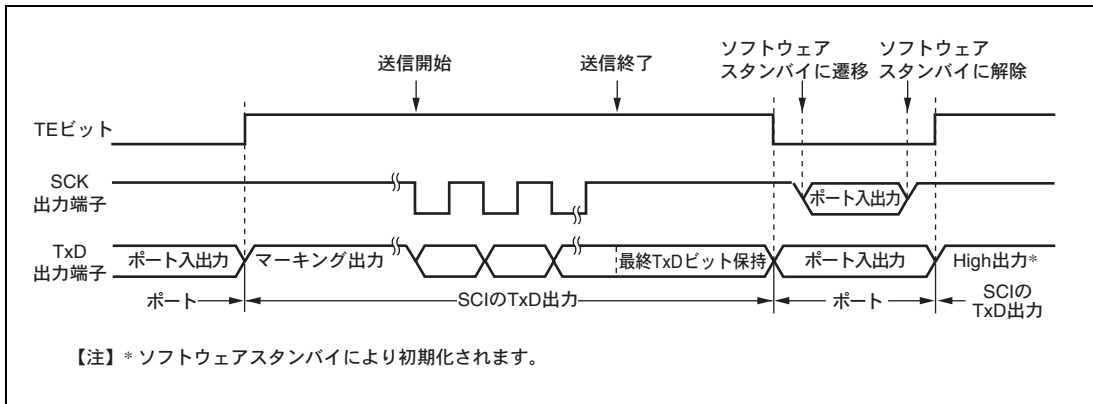 送信開始
送信終了
ソフトウェア
スタンバイに遷移
ソフトウェア
スタンバイに解除
TEビット
SCK
出力端子
ポート入出力
TxD
出力端子
ポート入出力
マーキング出力
最終TxDビット保持
ポート入出力
High出力*
ポート
SCIのTxD出力
ポート
SCIの
TxD出力
【注】* ソフトウェアスタンバイにより初期化されます。